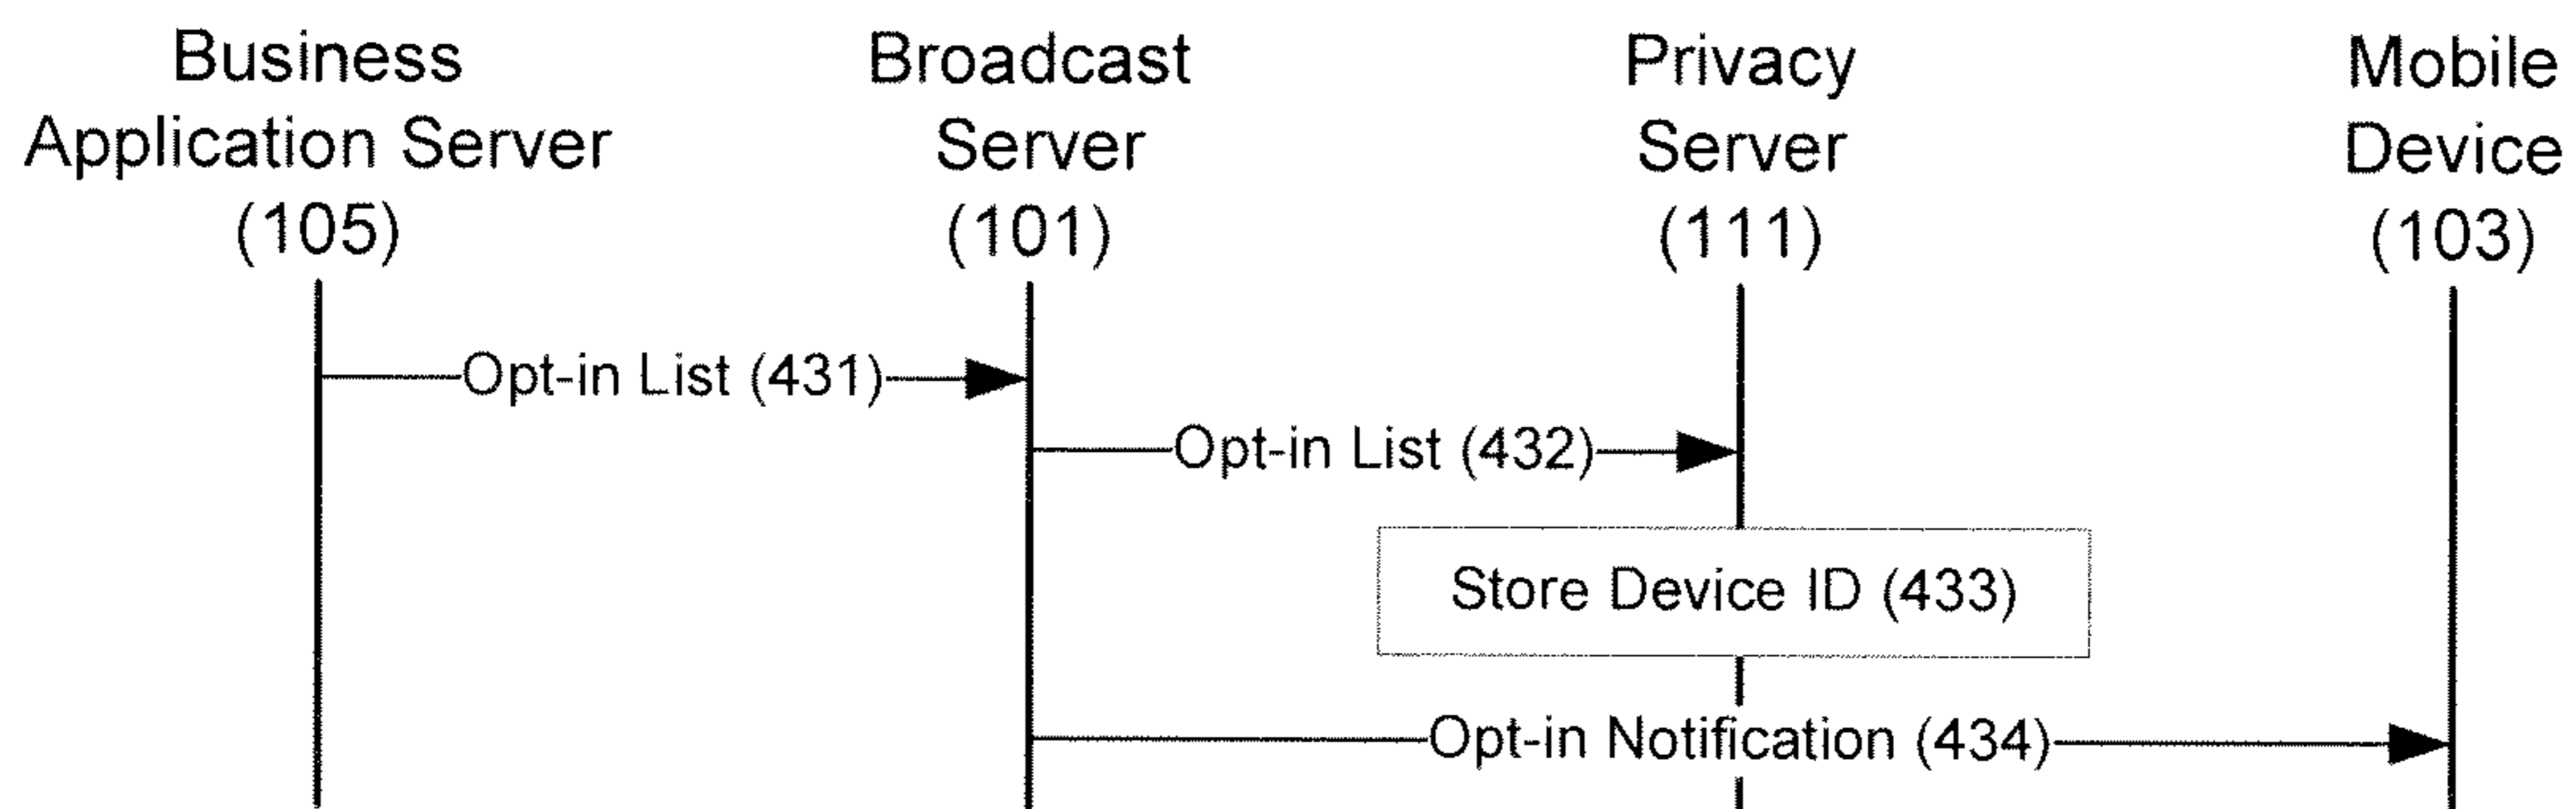 Business
Application Server
(105)
Broadcast
Server
(101)
Privacy
Server
(111)
Mobile
Device
(103)
Opt-in List (431)
Opt-in List (432)
Store Device ID (433)
Opt-in Notification (434)